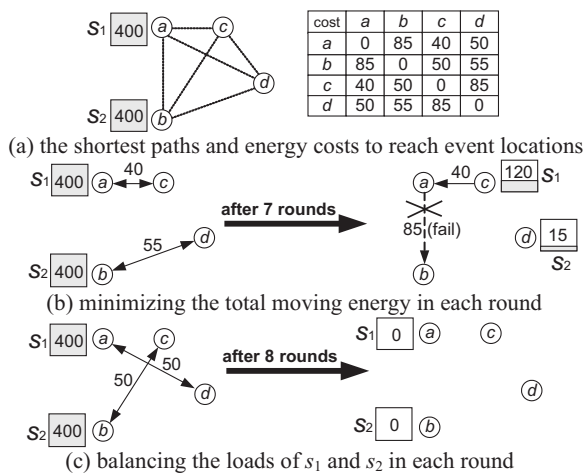 S1 400 a c d S2 400 b
cost a b c d
a 0 85 40 50
b 85 0 50 55
c 40 50 0 85
d 50 55 85 0
(a) the shortest paths and energy costs to reach event locations
S1 400 a 40 c
S2 400 b 55 d
after 7 rounds
a 40 c 120 S1
85 (fail)
d 15 S2
b
(b) minimizing the total moving energy in each round
S1 400 a c
50 50 d
S2 400 b
after 8 rounds
S1 0 a c
d
S2 0 b
(c) balancing the loads of s1 and s2 in each round